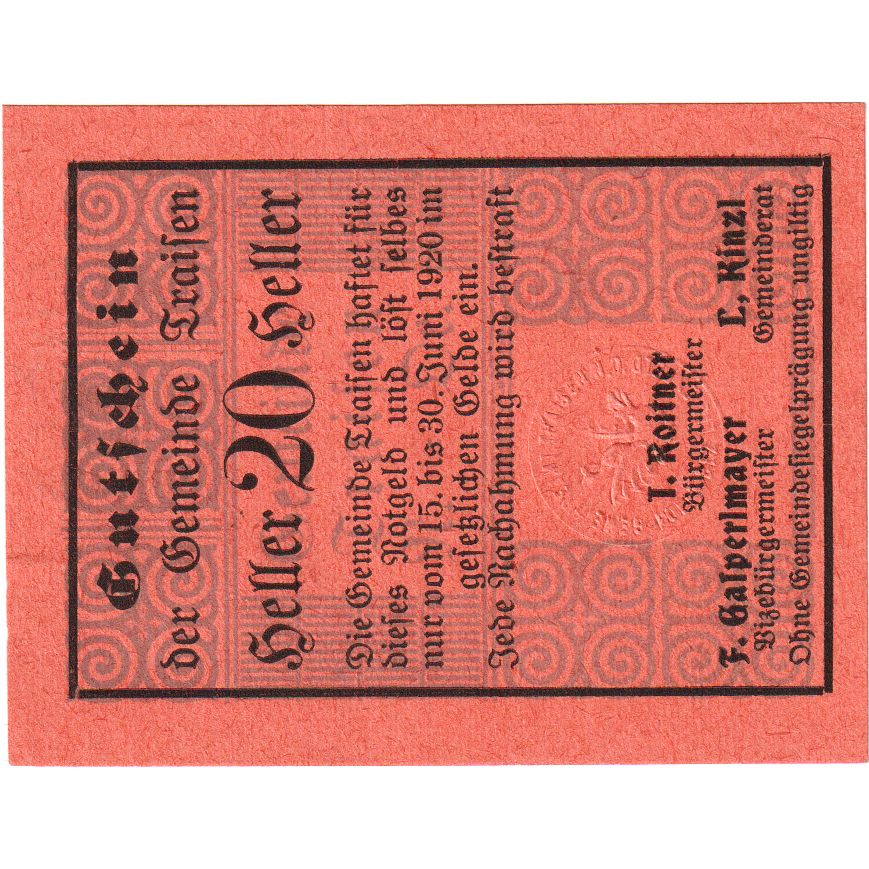 Gutschein
der Gemeinde Traisen
Heller 20 Heller
Die Gemeinde Traisen haftet für
dieses Notgeld und löst selbes
nur vom 15. bis 30. Juni 1920 im
gesetzlichen Gelde ein.
Jede Nachahmung wird bestraft
I. Roitner
Bürgermeister
F. Gasperlmayer L. Kinzl
Vizebürgermeister Gemeinderat
Ohne Gemeindesiegelprägung ungiltig